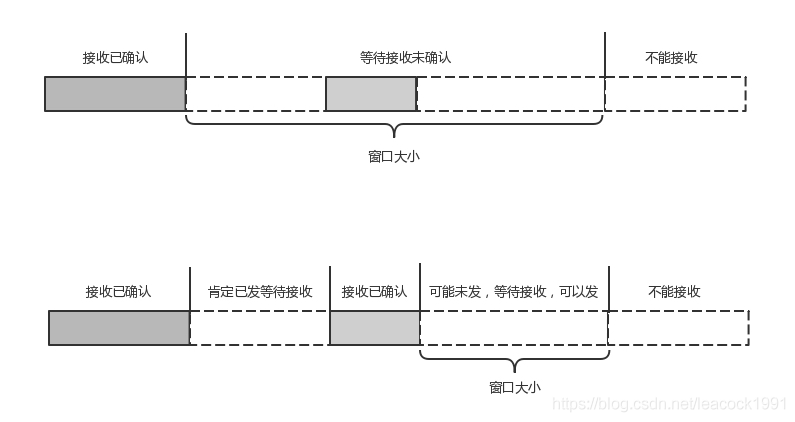 接收已确认 等待接收未确认 不能接收
窗口大小
接收已确认 肯定已发等待接收 接收已确认 可能未发，等待接收，可以发 不能接收
窗口大小
https://blog.csdn.net/leacock1991